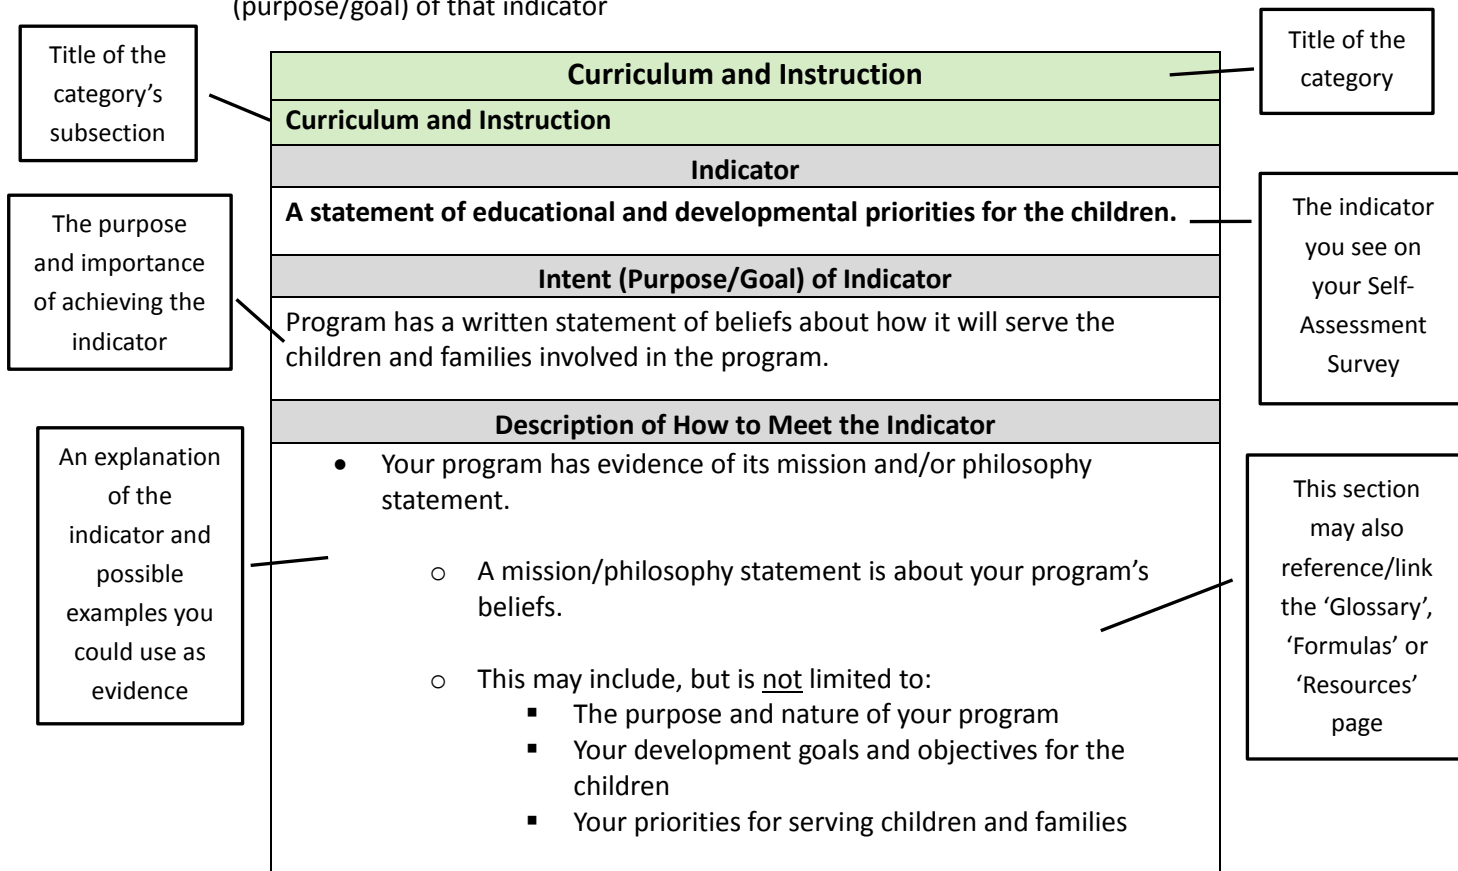 (purpose/goal) of that indicator
Title of the
category's
subsection
Title of the
category
Curriculum and Instruction
Curriculum and Instruction
Indicator
A statement of educational and developmental priorities for the children.
The purpose
and importance
of achieving the
indicator
The indicator
you see on
your Self-
Assessment
Survey
Intent (Purpose/Goal) of Indicator
Program has a written statement of beliefs about how it will serve the
children and families involved in the program.
Description of How to Meet the Indicator
An explanation
of the
indicator and
possible
examples you
could use as
evidence
• Your program has evidence of its mission and/or philosophy
statement.
o A mission/philosophy statement is about your program's
beliefs.
o This may include, but is not limited to:
▪ The purpose and nature of your program
▪ Your development goals and objectives for the
children
▪ Your priorities for serving children and families
This section
may also
reference/link
the ‘Glossary’,
‘Formulas’ or
‘Resources’
page